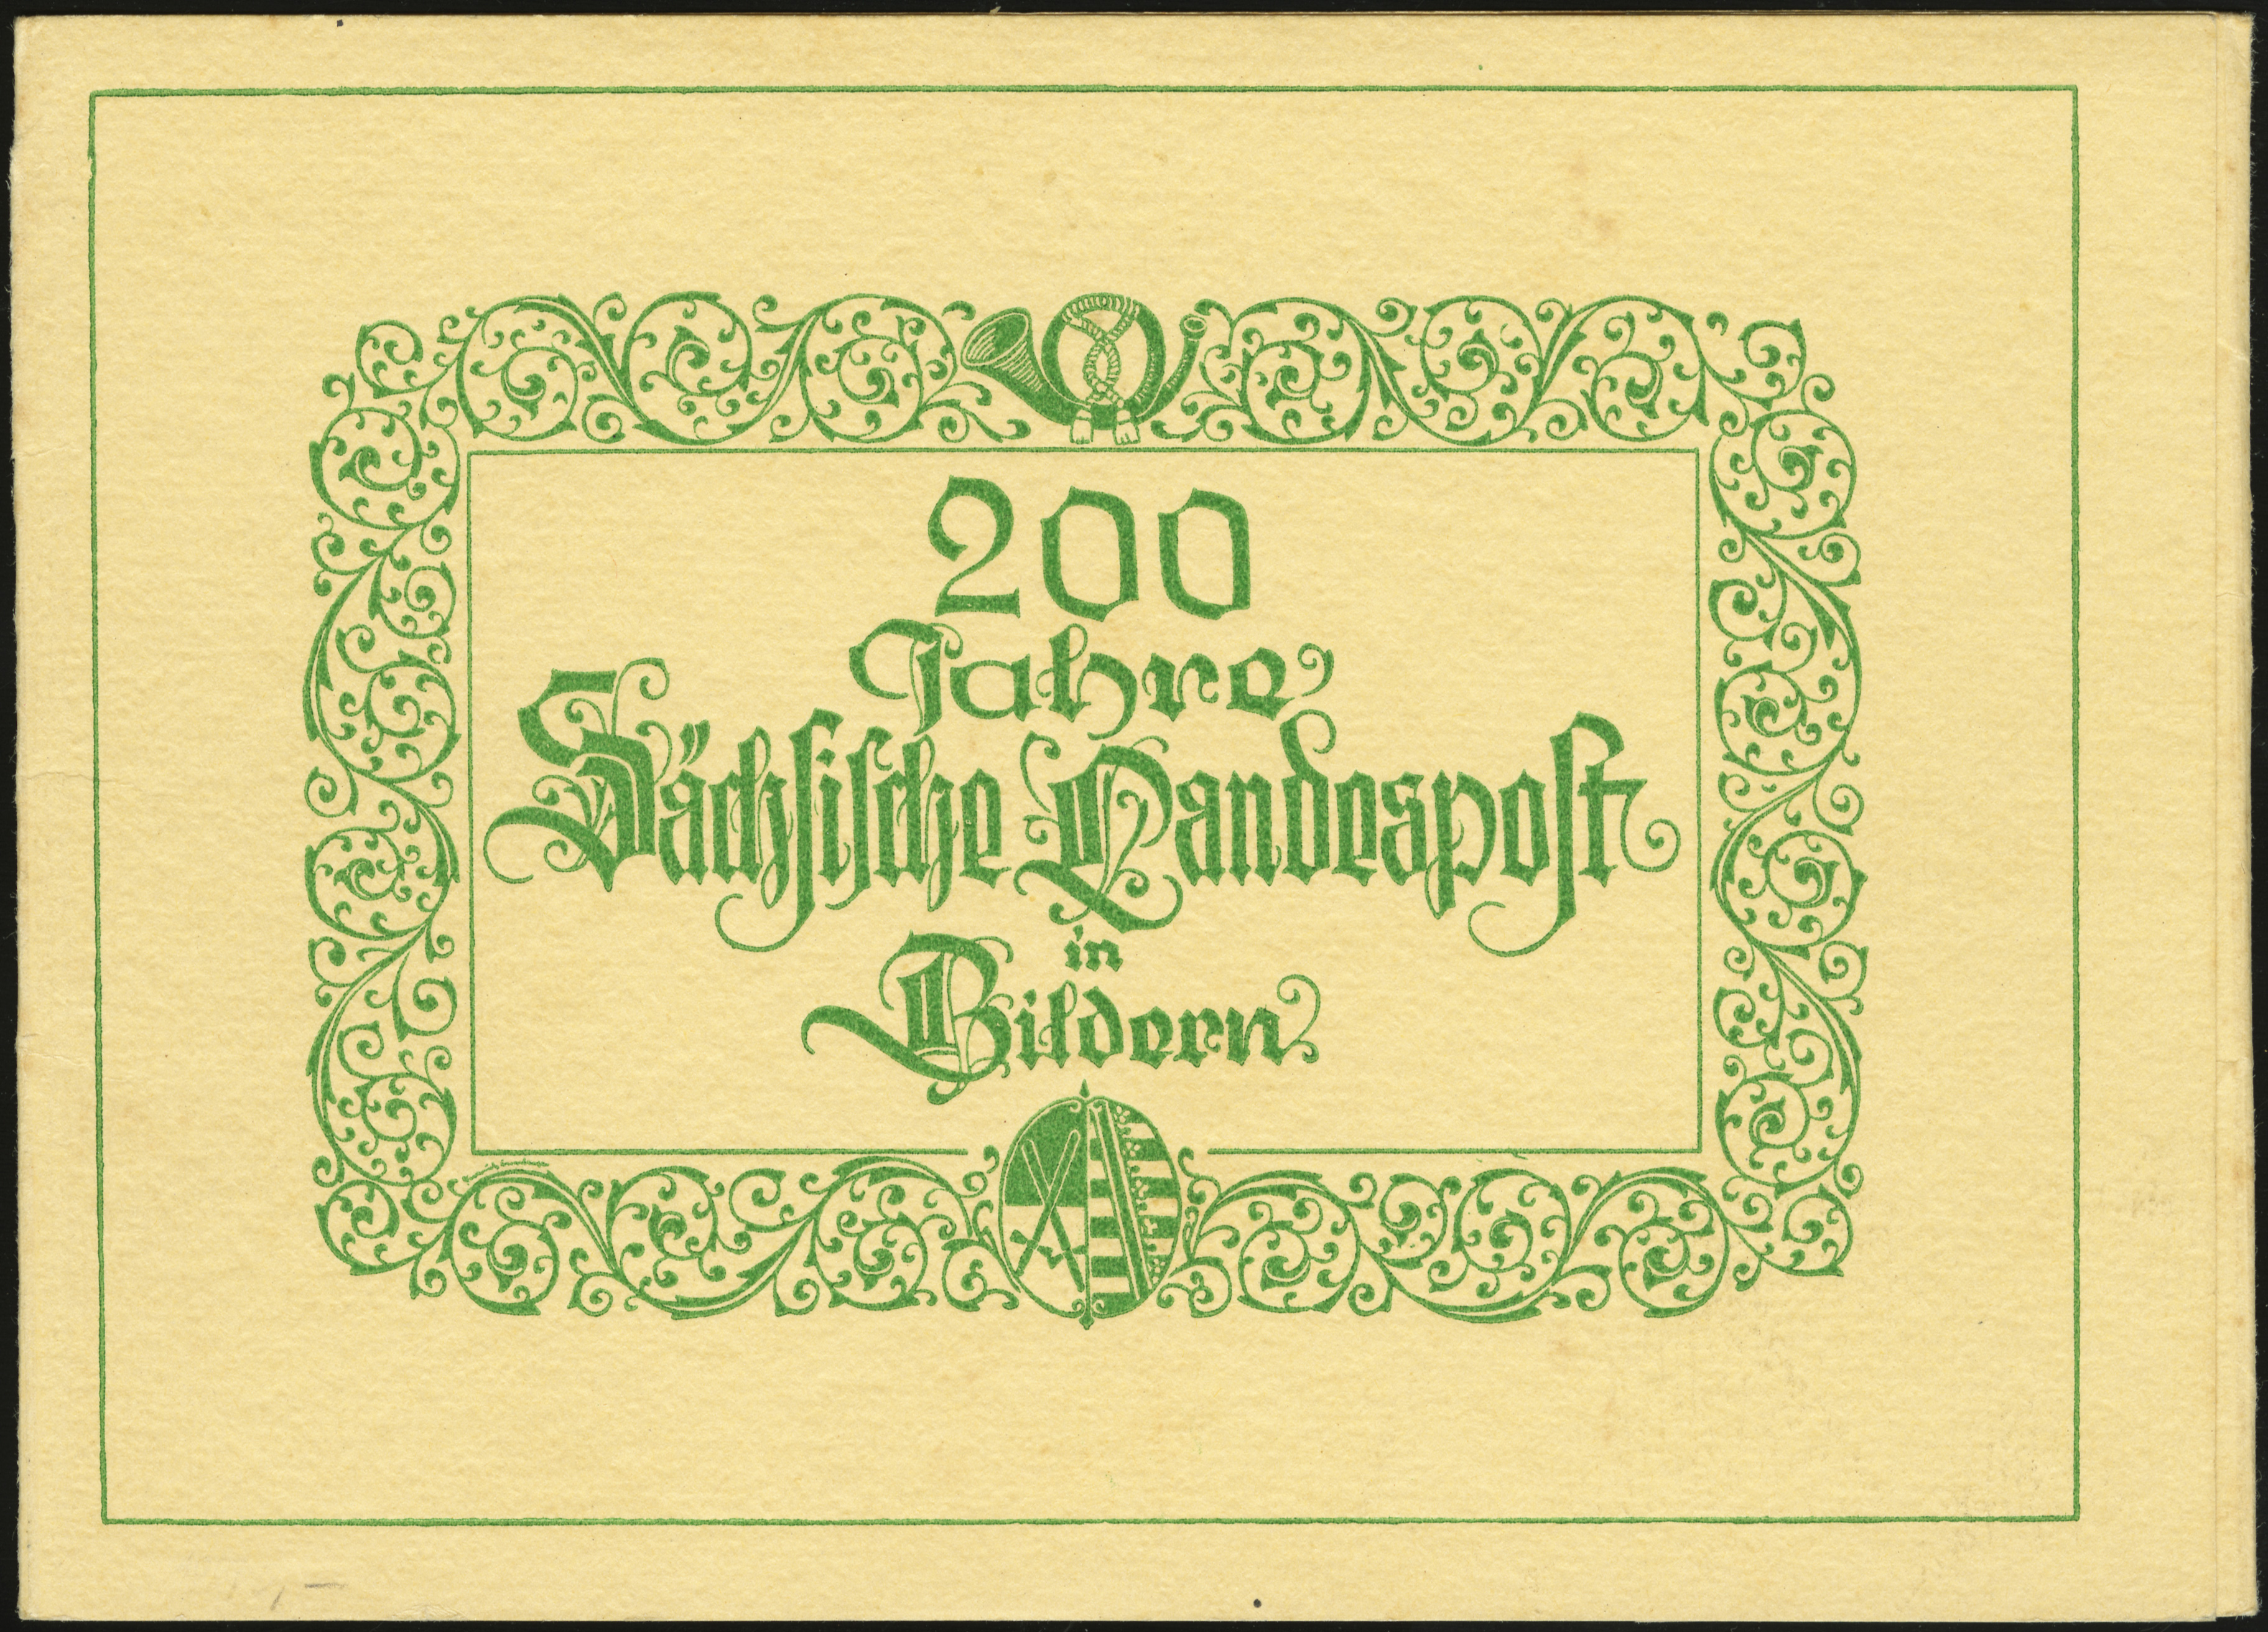 200
Jahre
Sächsische Landespost
in
Bildern